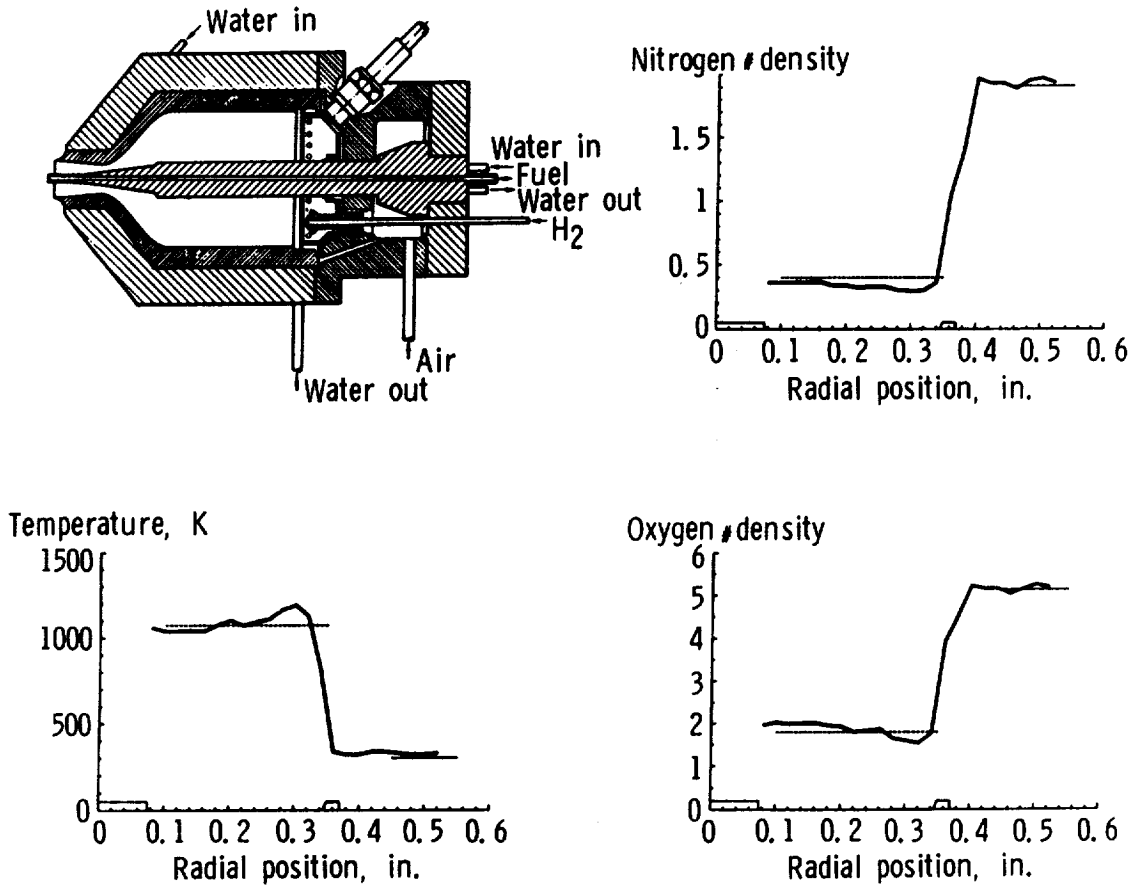 Water in
Water in
Fuel
Water out
H2
Air
Water out
Nitrogen # density
1.5
1
0.5
0
0 0.1 0.2 0.3 0.4 0.5 0.6
Radial position, in.
Temperature, K
1500
1000
500
0
0 0.1 0.2 0.3 0.4 0.5 0.6
Radial position, in.
Oxygen # density
6
5
4
3
2
1
0
0 0.1 0.2 0.3 0.4 0.5 0.6
Radial position, in.